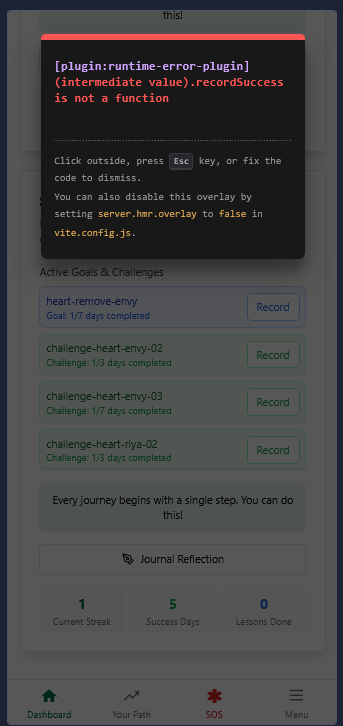 this!
[plugin:runtime-error-plugin]
(intermediate value).recordSuccess
is not a function
Click outside, press Esc key, or fix the
code to dismiss.
You can also disable this overlay by
setting server.hmr.overlay to false in
vite.config.js.
Active Goals & Challenges
heart-remove-envy
Goal: 1/7 days completed
Record
challenge-heart-envy-02
Challenge: 1/3 days completed
Record
challenge-heart-envy-03
Challenge: 1/7 days completed
Record
challenge-heart-riya-02
Challenge: 1/3 days completed
Record
Every journey begins with a single step. You can do
this!
Journal Reflection
1
Current Streak
5
Success Days
0
Lessons Done
Dashboard
Your Path
SOS
Menu